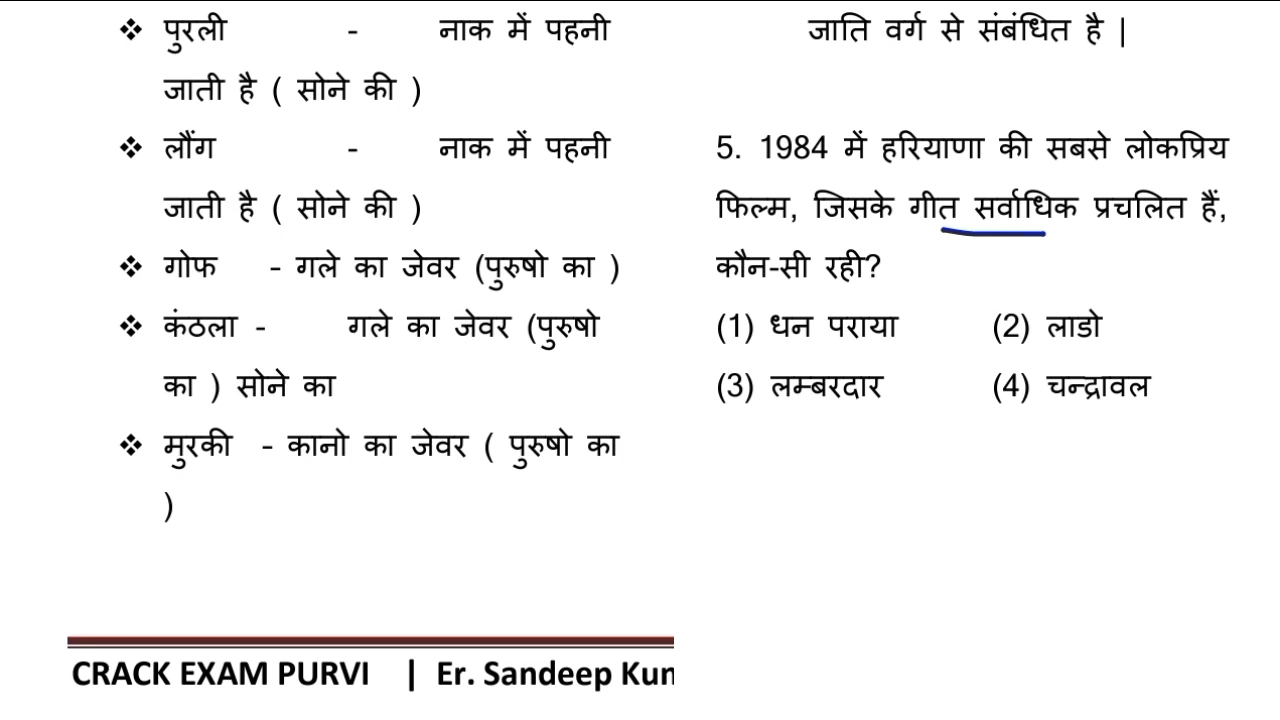 ❖ पुरली - नाक में पहनी
जाती है ( सोने की )
❖ लौंग - नाक में पहनी
जाती है ( सोने की )
❖ गोफ - गले का जेवर (पुरुषो का )
❖ कंठला - गले का जेवर (पुरुषो
का ) सोने का
❖ मुरकी - कानो का जेवर ( पुरुषो का
)
जाति वर्ग से संबंधित है |
5. 1984 में हरियाणा की सबसे लोकप्रिय
फिल्म, जिसके गीत सर्वाधिक प्रचलित हैं,
कौन-सी रही?
(1) धन पराया (2) लाडो
(3) लम्बरदार (4) चन्द्रावल
CRACK EXAM PURVI | Er. Sandeep